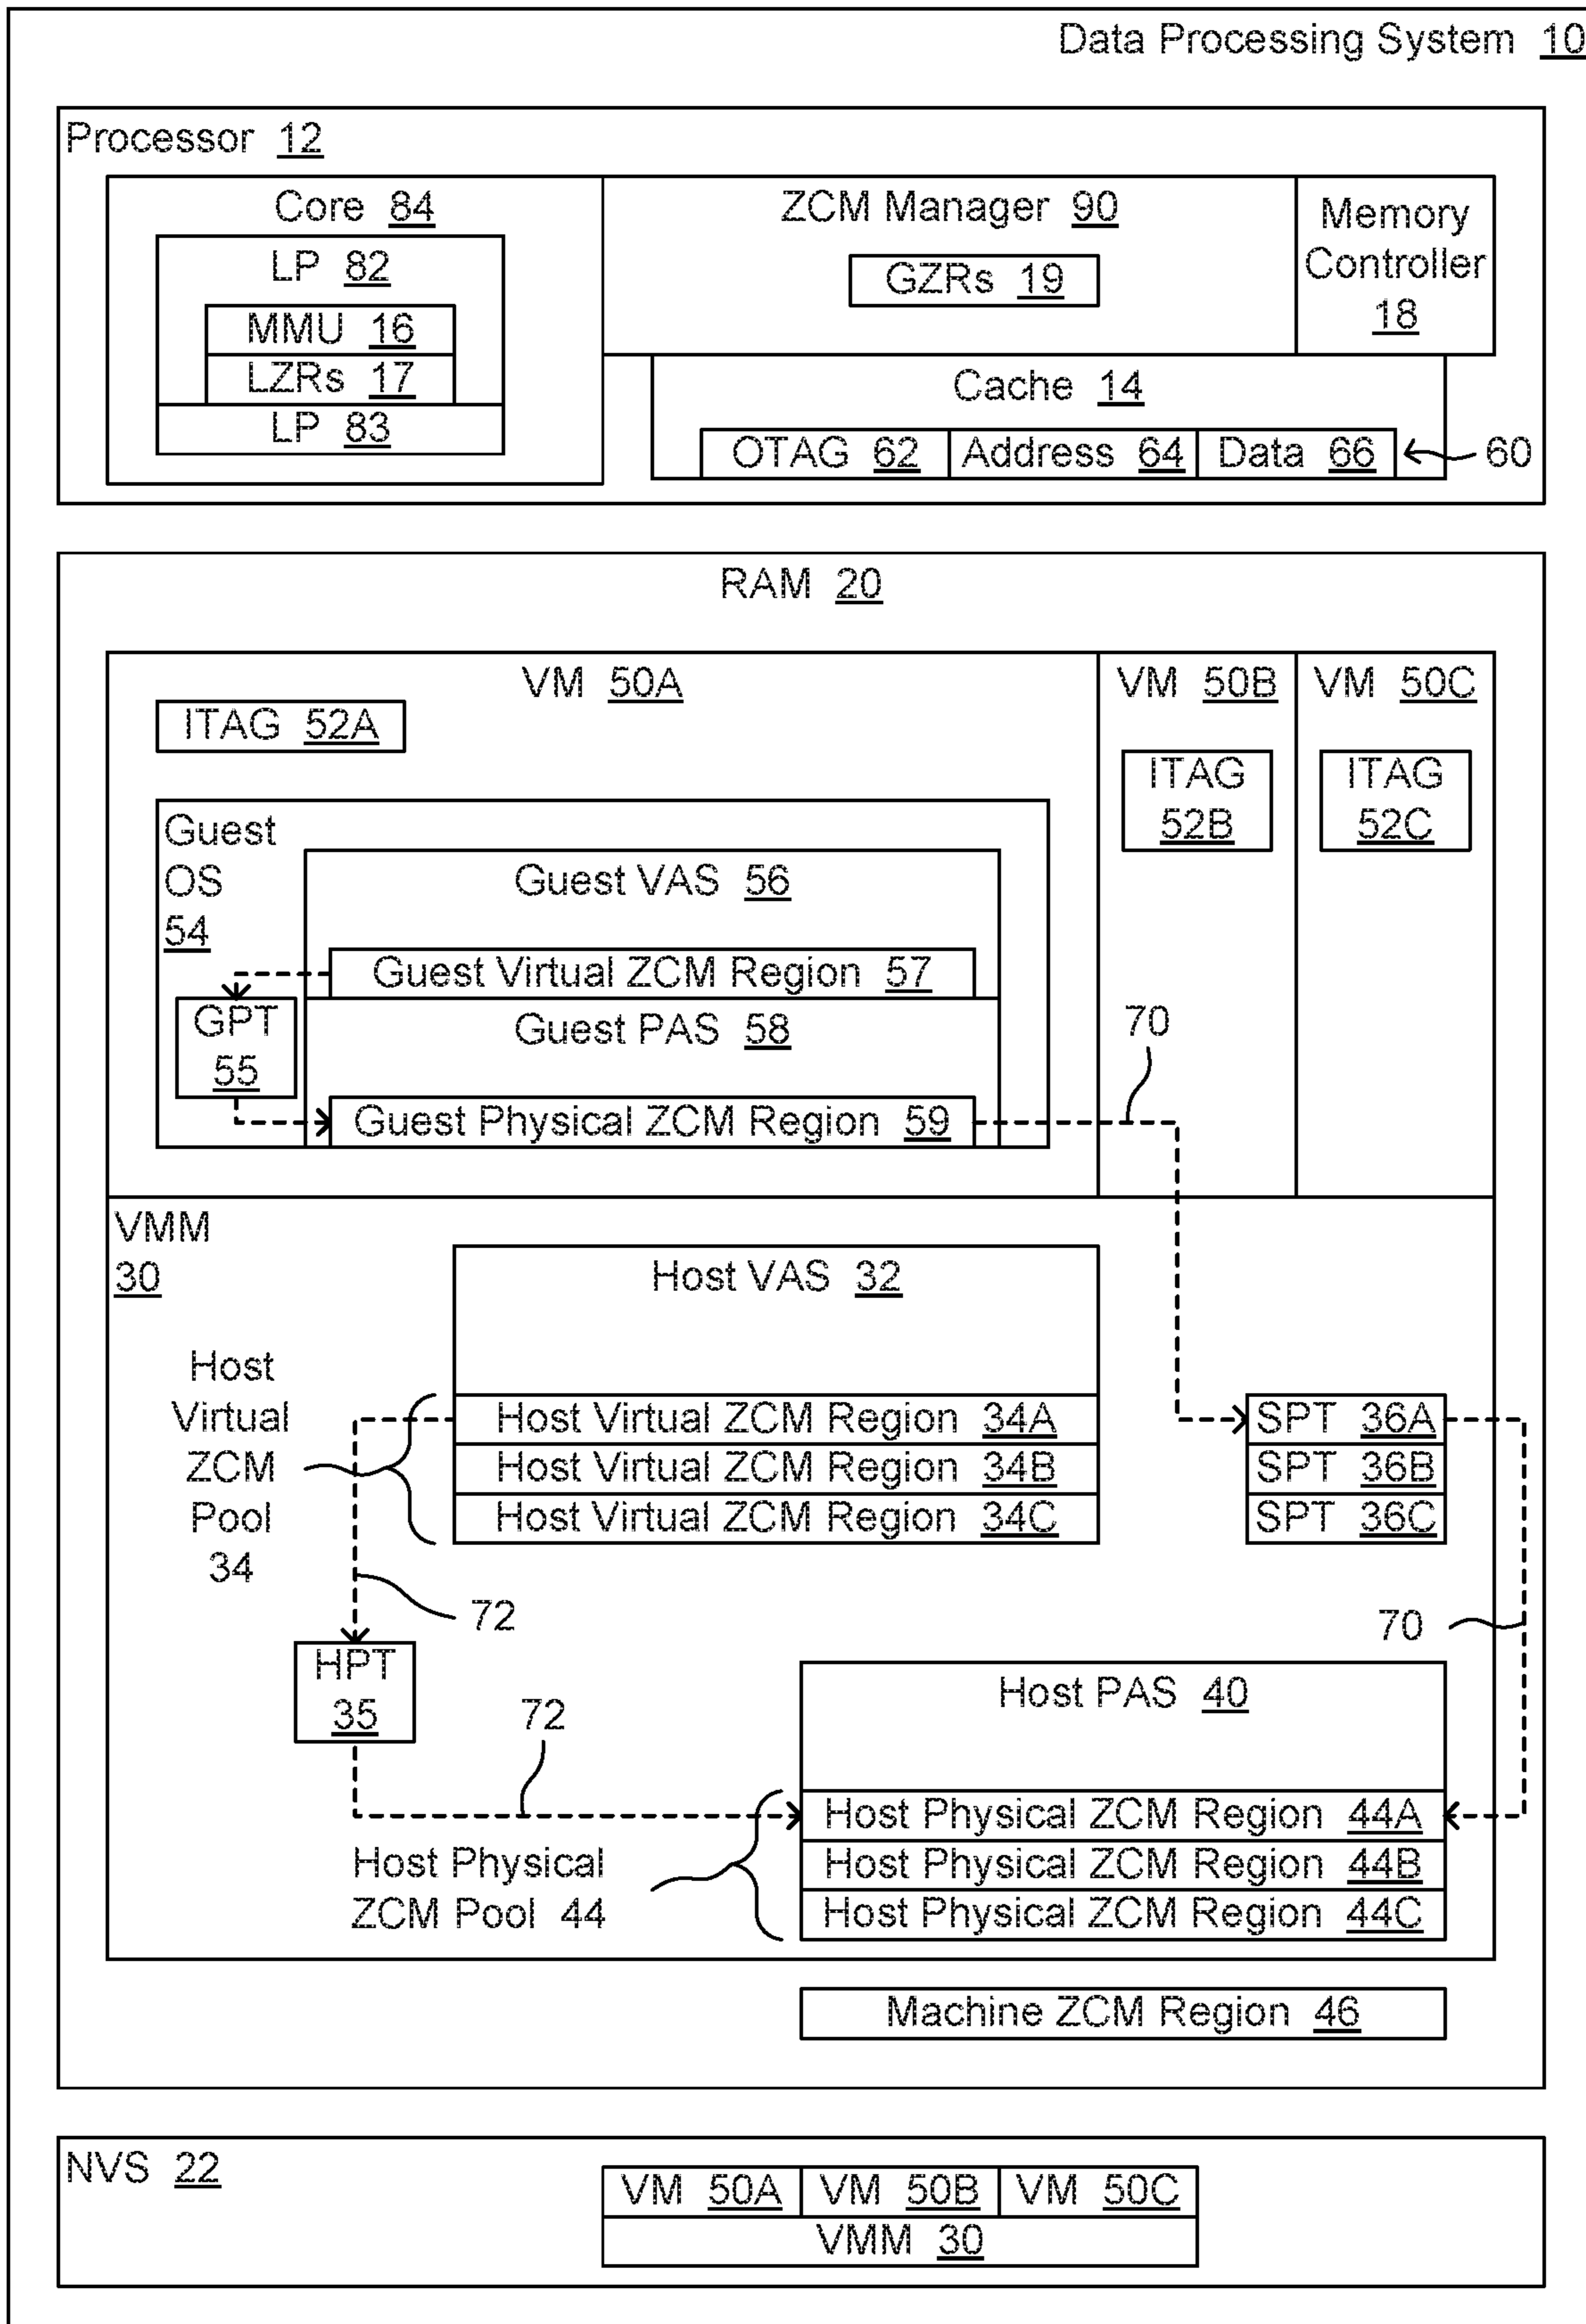 Data Processing System 10
Processor 12
Core 84
LP 82
MMU 16
LZRs 17
LP 83
ZCM Manager 90
GZRs 19
Memory
Controller
18
Cache 14
OTAG 62
Address 64
Data 66
60
RAM 20
VM 50A
ITAG 52A
Guest
OS
54
Guest VAS 56
Guest Virtual ZCM Region 57
GPT
55
Guest PAS 58
Guest Physical ZCM Region 59
VM 50B
ITAG
52B
VM 50C
ITAG
52C
70
VMM
30
Host VAS 32
Host
Virtual
ZCM
Pool
34
Host Virtual ZCM Region 34A
Host Virtual ZCM Region 34B
Host Virtual ZCM Region 34C
SPT 36A
SPT 36B
SPT 36C
72
70
HPT
35
72
Host PAS 40
Host Physical
ZCM Pool 44
Host Physical ZCM Region 44A
Host Physical ZCM Region 44B
Host Physical ZCM Region 44C
Machine ZCM Region 46
NVS 22
VM 50A
VM 50B
VM 50C
VMM 30